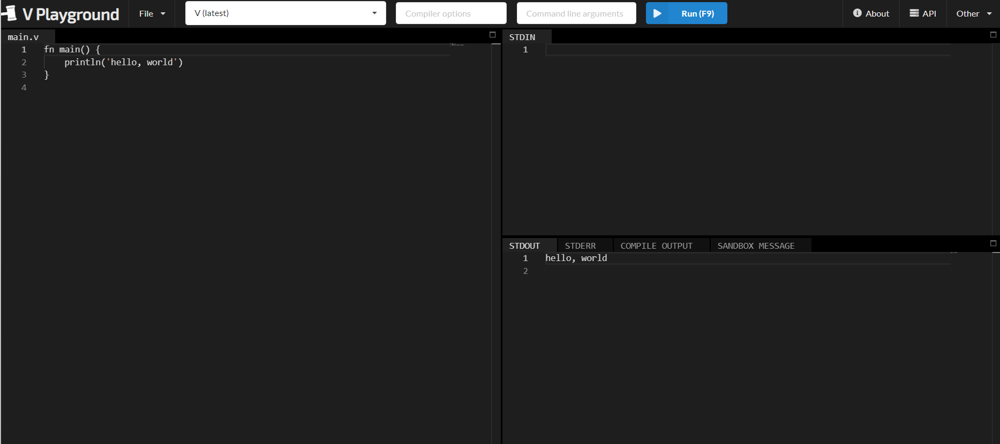 V Playground File V (latest) Compiler options Command line arguments Run (F9) About API Other
main.v
1 fn main() {
2     println('hello, world')
3 }
4
STDIN
1
STDOUT STDERR COMPILE OUTPUT SANDBOX MESSAGE
1 hello, world
2